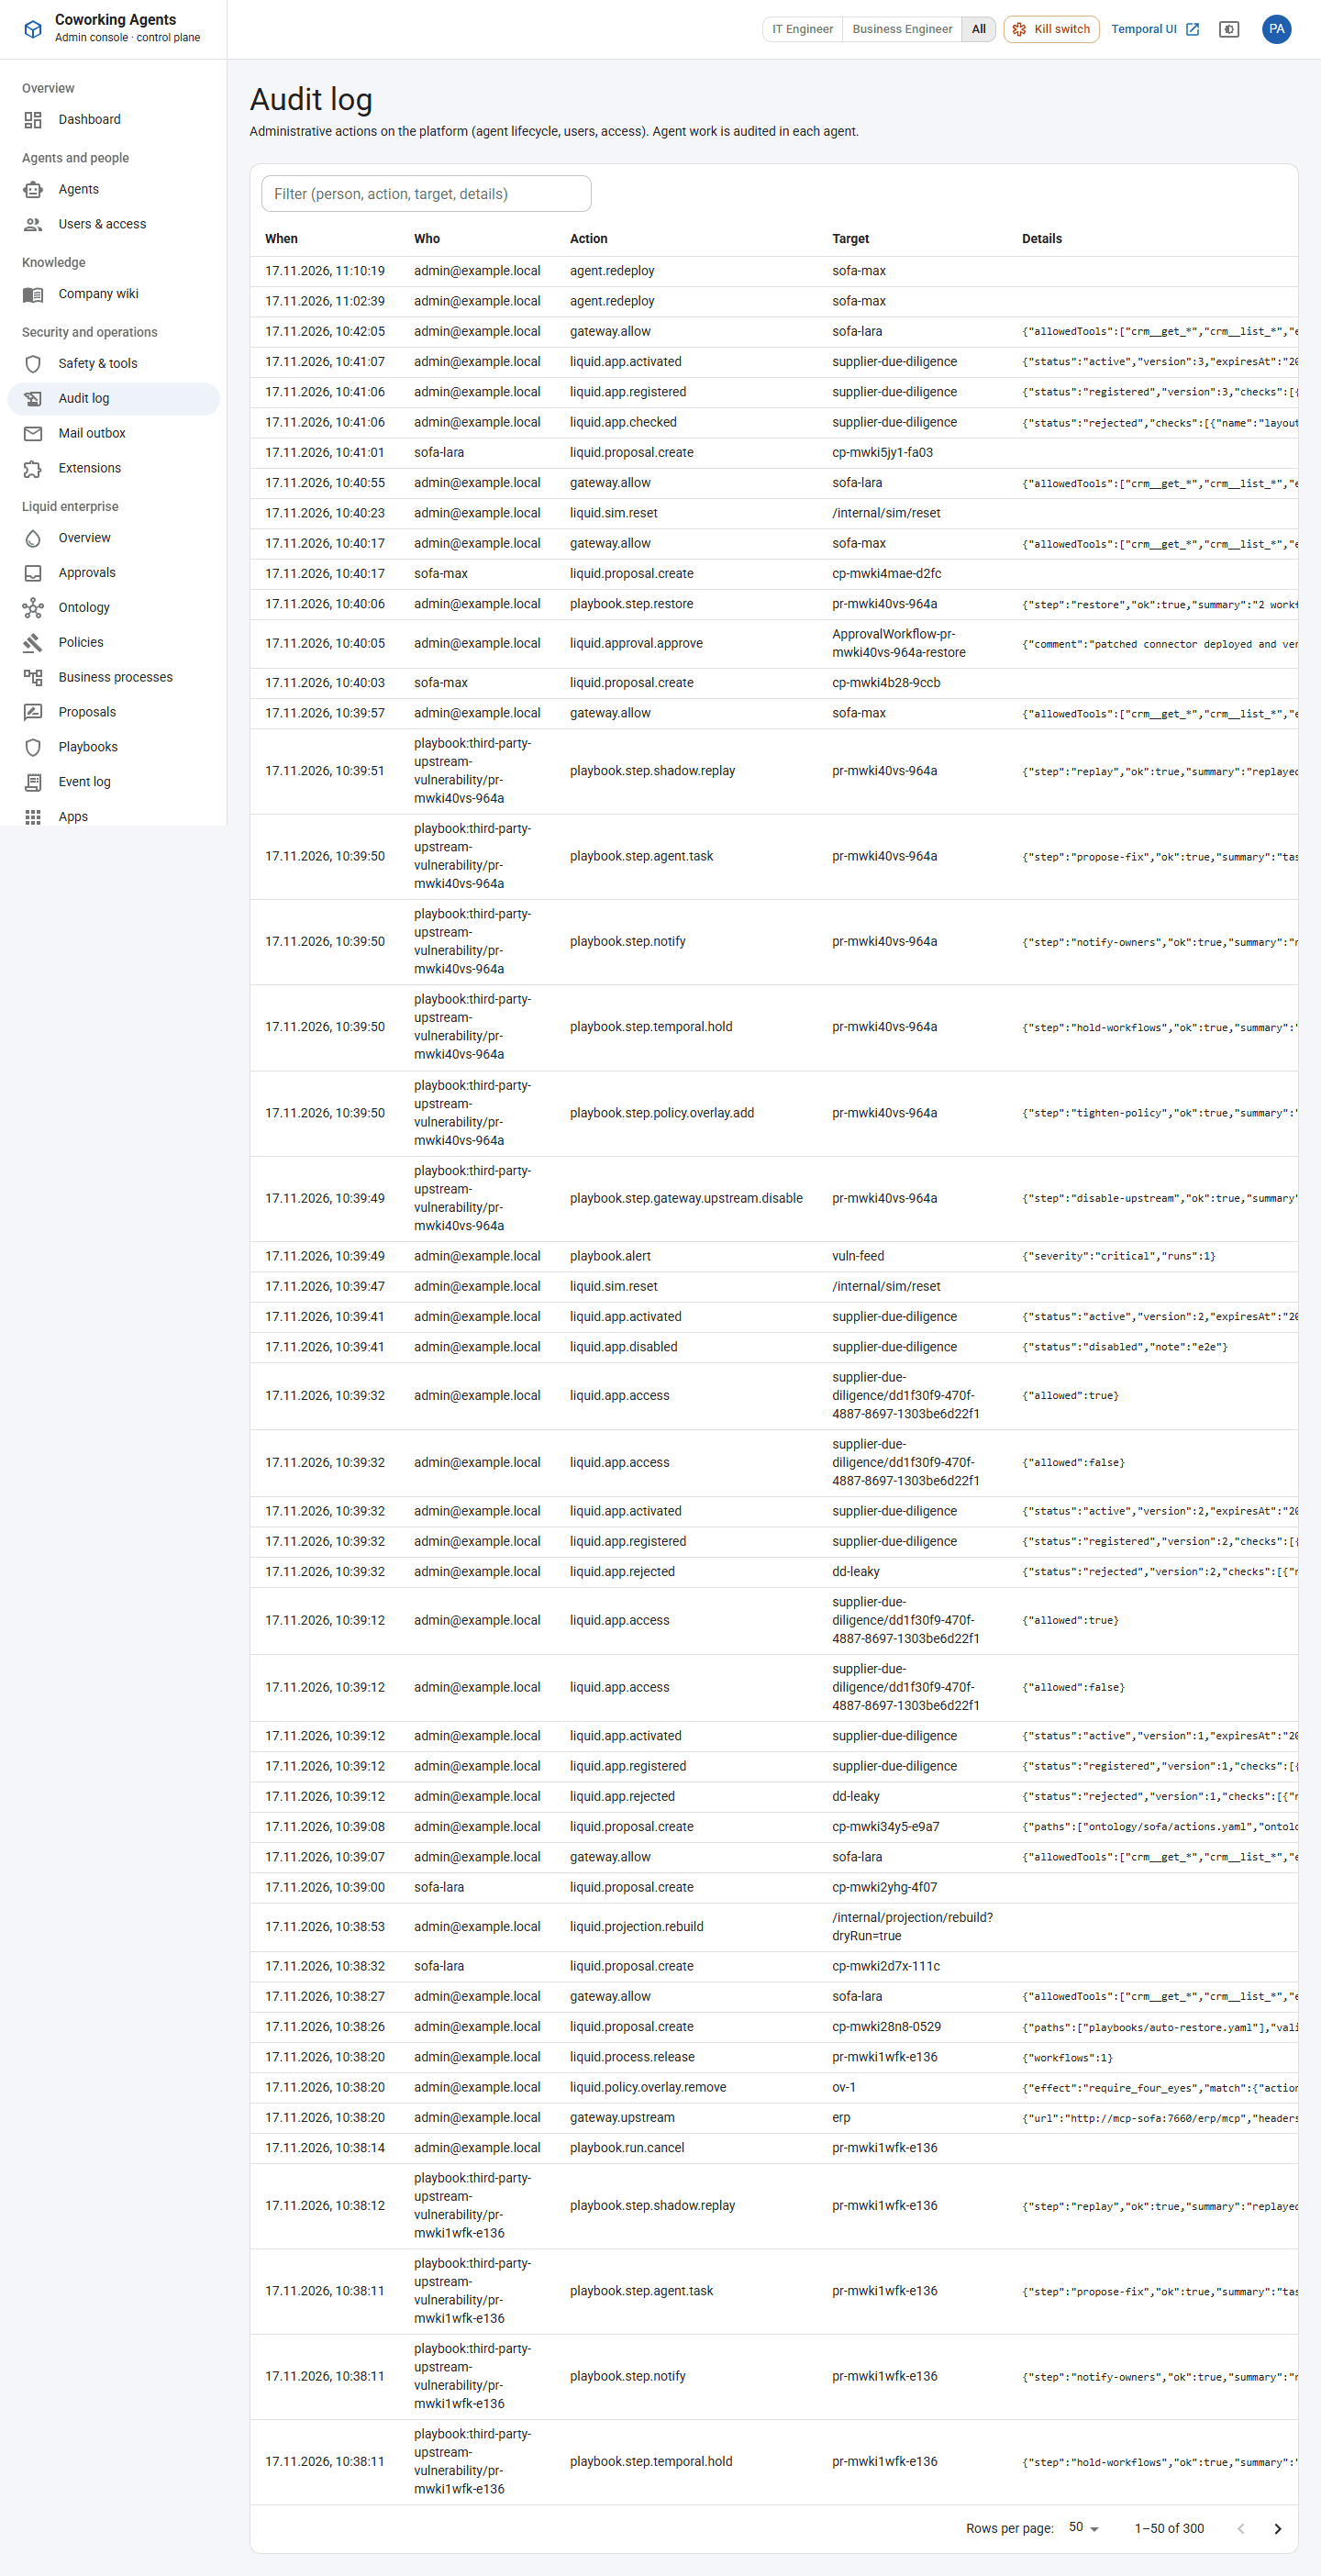 Coworking Agents
Admin console · control plane
IT Engineer Business Engineer All Kill switch Temporal UI PA
Overview
Dashboard
Agents and people
Agents
Users & access
Knowledge
Company wiki
Security and operations
Safety & tools
Audit log
Mail outbox
Extensions
Liquid enterprise
Overview
Approvals
Ontology
Policies
Business processes
Proposals
Playbooks
Event log
Apps
Audit log
Administrative actions on the platform (agent lifecycle, users, access). Agent work is audited in each agent.
Filter (person, action, target, details)
When Who Action Target Details
17.11.2026, 11:10:19 admin@example.local agent.redeploy sofa-max
17.11.2026, 11:02:39 admin@example.local agent.redeploy sofa-max
17.11.2026, 10:42:05 admin@example.local gateway.allow sofa-lara {"allowedTools":["crm__get_*","crm__list_*","e
17.11.2026, 10:41:07 admin@example.local liquid.app.activated supplier-due-diligence {"status":"active","version":3,"expiresAt":"20
17.11.2026, 10:41:06 admin@example.local liquid.app.registered supplier-due-diligence {"status":"registered","version":3,"checks":[{
17.11.2026, 10:41:06 admin@example.local liquid.app.checked supplier-due-diligence {"status":"rejected","checks":[{"name":"layout
17.11.2026, 10:41:01 sofa-lara liquid.proposal.create cp-mwki5jy1-fa03
17.11.2026, 10:40:55 admin@example.local gateway.allow sofa-lara {"allowedTools":["crm__get_*","crm__list_*","e
17.11.2026, 10:40:23 admin@example.local liquid.sim.reset /internal/sim/reset
17.11.2026, 10:40:17 admin@example.local gateway.allow sofa-max {"allowedTools":["crm__get_*","crm__list_*","e
17.11.2026, 10:40:17 sofa-max liquid.proposal.create cp-mwki4mae-d2fc
17.11.2026, 10:40:06 admin@example.local playbook.step.restore pr-mwki40vs-964a {"step":"restore","ok":true,"summary":"2 workf
17.11.2026, 10:40:05 admin@example.local liquid.approval.approve ApprovalWorkflow-pr- {"comment":"patched connector deployed and ver
mwki40vs-964a-restore
17.11.2026, 10:40:03 sofa-max liquid.proposal.create cp-mwki4b28-9ccb
17.11.2026, 10:39:57 admin@example.local gateway.allow sofa-max {"allowedTools":["crm__get_*","crm__list_*","e
playbook:third-party-
upstream-
17.11.2026, 10:39:51 vulnerability/pr- playbook.step.shadow.replay pr-mwki40vs-964a {"step":"replay","ok":true,"summary":"replayed
mwki40vs-964a
playbook:third-party-
upstream-
17.11.2026, 10:39:50 vulnerability/pr- playbook.step.agent.task pr-mwki40vs-964a {"step":"propose-fix","ok":true,"summary":"tas
mwki40vs-964a
playbook:third-party-
upstream-
17.11.2026, 10:39:50 vulnerability/pr- playbook.step.notify pr-mwki40vs-964a {"step":"notify-owners","ok":true,"summary":"n
mwki40vs-964a
playbook:third-party-
upstream-
17.11.2026, 10:39:50 vulnerability/pr- playbook.step.temporal.hold pr-mwki40vs-964a {"step":"hold-workflows","ok":true,"summary":"
mwki40vs-964a
playbook:third-party-
upstream-
17.11.2026, 10:39:50 vulnerability/pr- playbook.step.policy.overlay.add pr-mwki40vs-964a {"step":"tighten-policy","ok":true,"summary":"
mwki40vs-964a
playbook:third-party-
upstream-
17.11.2026, 10:39:49 vulnerability/pr- playbook.step.gateway.upstream.disable pr-mwki40vs-964a {"step":"disable-upstream","ok":true,"summary"
mwki40vs-964a
17.11.2026, 10:39:49 admin@example.local playbook.alert vuln-feed {"severity":"critical","runs":1}
17.11.2026, 10:39:47 admin@example.local liquid.sim.reset /internal/sim/reset
17.11.2026, 10:39:41 admin@example.local liquid.app.activated supplier-due-diligence {"status":"active","version":2,"expiresAt":"20
17.11.2026, 10:39:41 admin@example.local liquid.app.disabled supplier-due-diligence {"status":"disabled","note":"e2e"}
supplier-due-
17.11.2026, 10:39:32 admin@example.local liquid.app.access diligence/dd1f30f9-470f- {"allowed":true}
4887-8697-1303be6d22f1
supplier-due-
17.11.2026, 10:39:32 admin@example.local liquid.app.access diligence/dd1f30f9-470f- {"allowed":false}
4887-8697-1303be6d22f1
17.11.2026, 10:39:32 admin@example.local liquid.app.activated supplier-due-diligence {"status":"active","version":2,"expiresAt":"20
17.11.2026, 10:39:32 admin@example.local liquid.app.registered supplier-due-diligence {"status":"registered","version":2,"checks":[{
17.11.2026, 10:39:32 admin@example.local liquid.app.rejected dd-leaky {"status":"rejected","version":2,"checks":[{"n
supplier-due-
17.11.2026, 10:39:12 admin@example.local liquid.app.access diligence/dd1f30f9-470f- {"allowed":true}
4887-8697-1303be6d22f1
supplier-due-
17.11.2026, 10:39:12 admin@example.local liquid.app.access diligence/dd1f30f9-470f- {"allowed":false}
4887-8697-1303be6d22f1
17.11.2026, 10:39:12 admin@example.local liquid.app.activated supplier-due-diligence {"status":"active","version":1,"expiresAt":"20
17.11.2026, 10:39:12 admin@example.local liquid.app.registered supplier-due-diligence {"status":"registered","version":1,"checks":[{
17.11.2026, 10:39:12 admin@example.local liquid.app.rejected dd-leaky {"status":"rejected","version":1,"checks":[{"n
17.11.2026, 10:39:08 admin@example.local liquid.proposal.create cp-mwki34y5-e9a7 {"paths":["ontology/sofa/actions.yaml","ontolo
17.11.2026, 10:39:07 admin@example.local gateway.allow sofa-lara {"allowedTools":["crm__get_*","crm__list_*","e
17.11.2026, 10:39:00 sofa-lara liquid.proposal.create cp-mwki2yhg-4f07
17.11.2026, 10:38:53 admin@example.local liquid.projection.rebuild /internal/projection/rebuild?
dryRun=true
17.11.2026, 10:38:32 sofa-lara liquid.proposal.create cp-mwki2d7x-111c
17.11.2026, 10:38:27 admin@example.local gateway.allow sofa-lara {"allowedTools":["crm__get_*","crm__list_*","e
17.11.2026, 10:38:26 admin@example.local liquid.proposal.create cp-mwki28n8-0529 {"paths":["playbooks/auto-restore.yaml"],"vali
17.11.2026, 10:38:20 admin@example.local liquid.process.release pr-mwki1wfk-e136 {"workflows":1}
17.11.2026, 10:38:20 admin@example.local liquid.policy.overlay.remove ov-1 {"effect":"require_four_eyes","match":{"action
17.11.2026, 10:38:20 admin@example.local gateway.upstream erp {"url":"http://mcp-sofa:7660/erp/mcp","headers
17.11.2026, 10:38:14 admin@example.local playbook.run.cancel pr-mwki1wfk-e136
playbook:third-party-
upstream-
17.11.2026, 10:38:12 vulnerability/pr- playbook.step.shadow.replay pr-mwki1wfk-e136 {"step":"replay","ok":true,"summary":"replayed
mwki1wfk-e136
playbook:third-party-
upstream-
17.11.2026, 10:38:11 vulnerability/pr- playbook.step.agent.task pr-mwki1wfk-e136 {"step":"propose-fix","ok":true,"summary":"tas
mwki1wfk-e136
playbook:third-party-
upstream-
17.11.2026, 10:38:11 vulnerability/pr- playbook.step.notify pr-mwki1wfk-e136 {"step":"notify-owners","ok":true,"summary":"n
mwki1wfk-e136
playbook:third-party-
upstream-
17.11.2026, 10:38:11 vulnerability/pr- playbook.step.temporal.hold pr-mwki1wfk-e136 {"step":"hold-workflows","ok":true,"summary":"
mwki1wfk-e136
Rows per page: 50 1–50 of 300